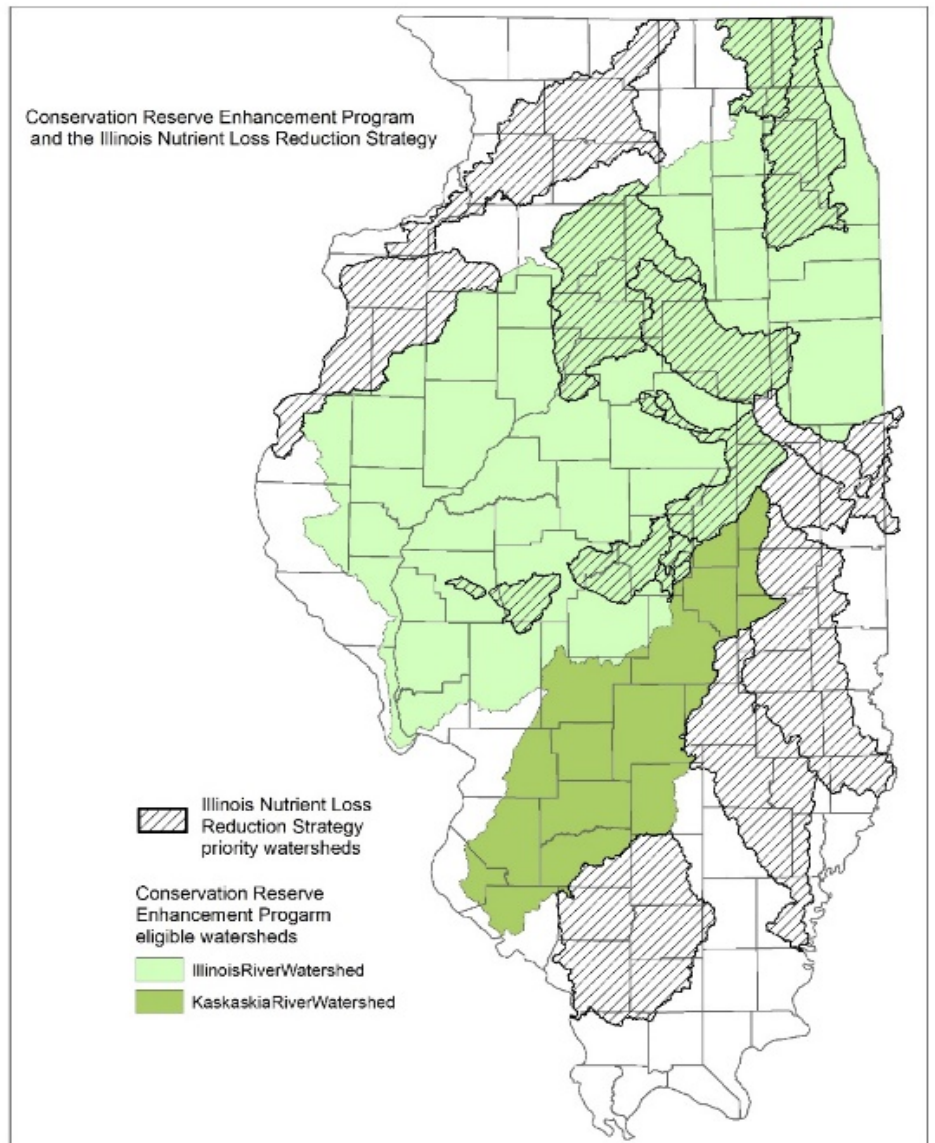 Conservation Reserve Enhancement Program
and the Illinois Nutrient Loss Reduction Strategy
Illinois Nutrient Loss
Reduction Strategy
priority watersheds
Conservation Reserve
Enhancement Progarm
eligible watersheds
IllinoisRiverWatershed
KaskaskiaRiverWatershed